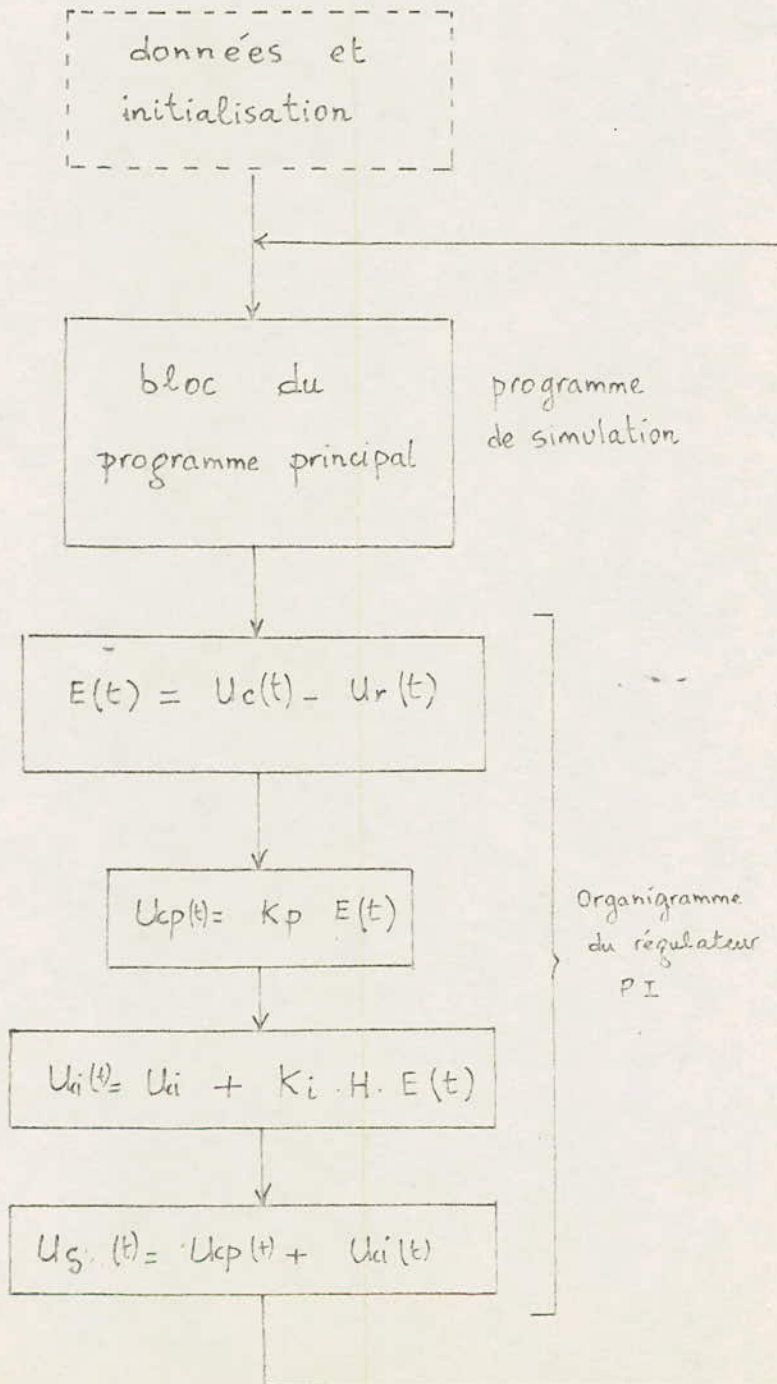 données et
initialisation
bloc du
programme principal
programme
de simulation
E(t) = Uc(t) - Ur(t)
Ucp(t) = Kp E(t)
Uci(t) = Uci + Ki . H . E(t)
Us (t) = Ucp(t) + Uci(t)
Organigramme
du régulateur
PI